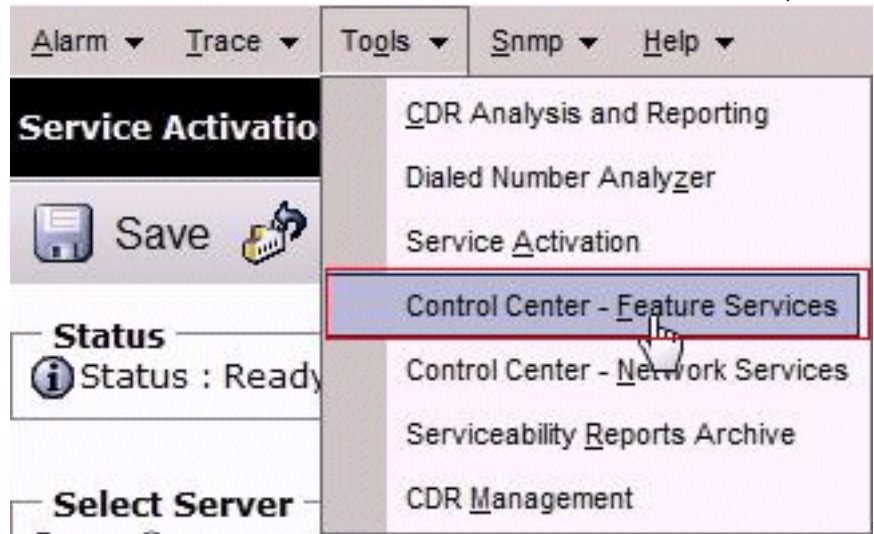 Alarm Trace Tools Snmp Help
Service Activatio
Save
Status
Status : Ready
Select Server
CDR Analysis and Reporting
Dialed Number Analyzer
Service Activation
Control Center - Feature Services
Control Center - Network Services
Serviceability Reports Archive
CDR Management